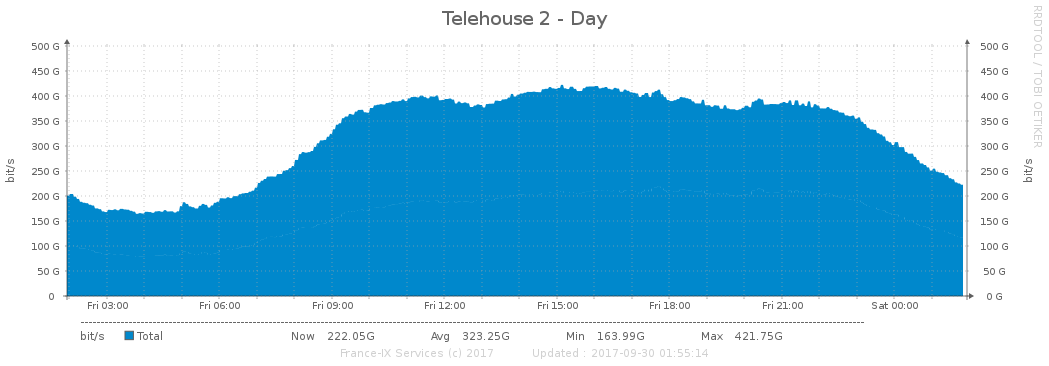 Telehouse 2 - Day
RRDTOOL / TOBI OETIKER
500 G 500 G
450 G 450 G
400 G 400 G
350 G 350 G
300 G 300 G
250 G 250 G
200 G 200 G
150 G 150 G
100 G 100 G
50 G 50 G
0 0 G
bit/s bit/s
Fri 03:00 Fri 06:00 Fri 09:00 Fri 12:00 Fri 15:00 Fri 18:00 Fri 21:00 Sat 00:00
bit/s Total Now 222.05G Avg 323.25G Min 163.99G Max 421.75G
France-IX Services (c) 2017 Updated : 2017-09-30 01:55:14